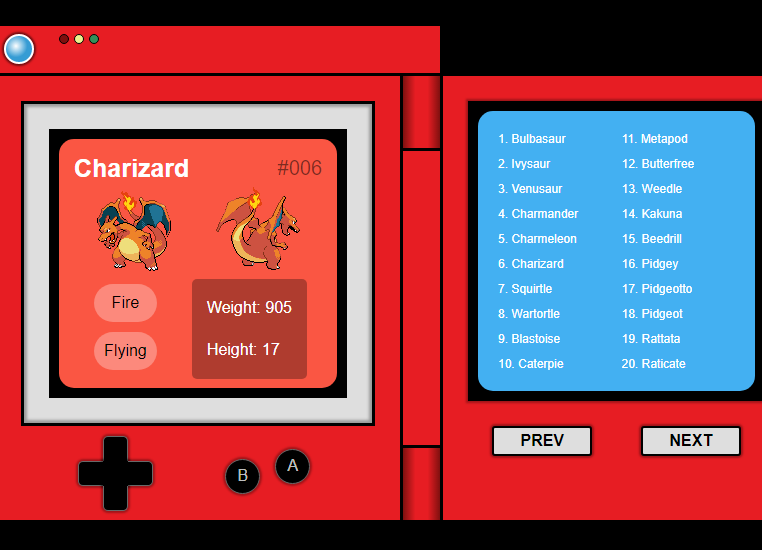 Charizard #006
Fire
Flying
Weight: 905
Height: 17
B
A
1. Bulbasaur
2. Ivysaur
3. Venusaur
4. Charmander
5. Charmeleon
6. Charizard
7. Squirtle
8. Wartortle
9. Blastoise
10. Caterpie
11. Metapod
12. Butterfree
13. Weedle
14. Kakuna
15. Beedrill
16. Pidgey
17. Pidgeotto
18. Pidgeot
19. Rattata
20. Raticate
PREV
NEXT